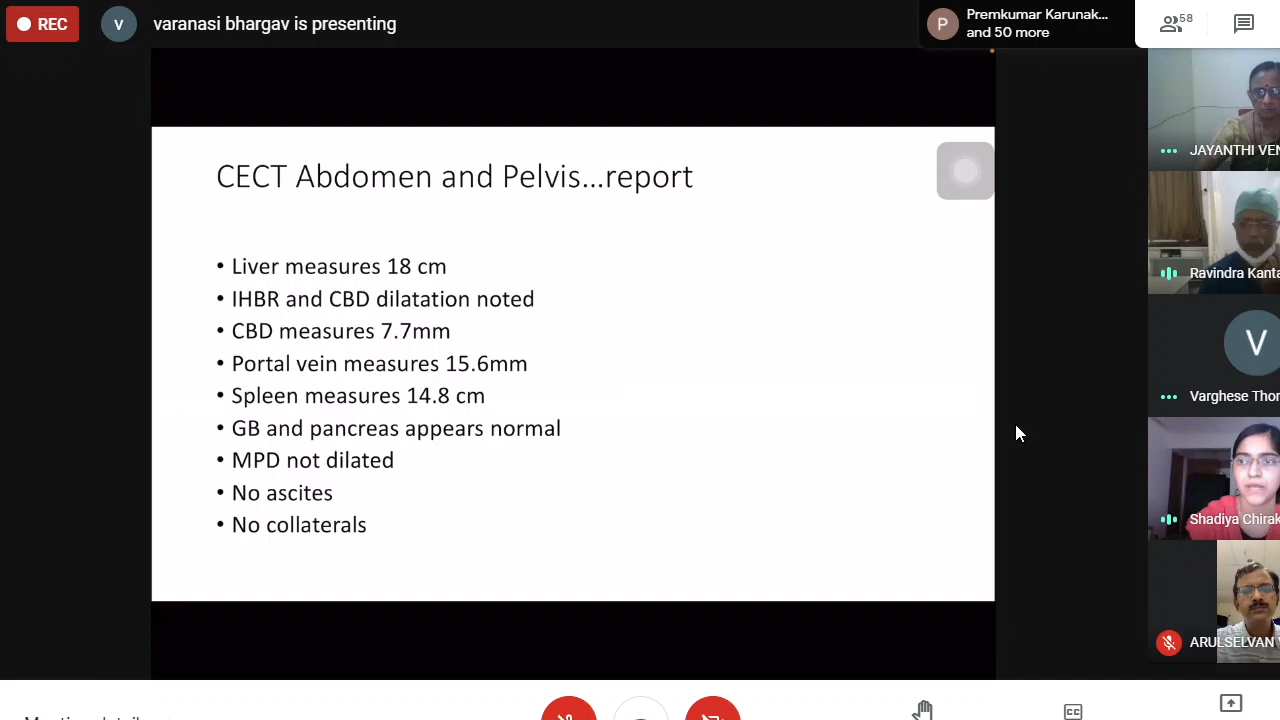 REC
V
varanasi bhargav is presenting
P
Premkumar Karunak...
and 50 more
58
CECT Abdomen and Pelvis...report
• Liver measures 18 cm
• IHBR and CBD dilatation noted
• CBD measures 7.7mm
• Portal vein measures 15.6mm
• Spleen measures 14.8 cm
• GB and pancreas appears normal
• MPD not dilated
• No ascites
• No collaterals
JAYANTHI VEN
Ravindra Kanta
V
Varghese Thor
Shadiya Chirak
ARULSELVAN V
CC